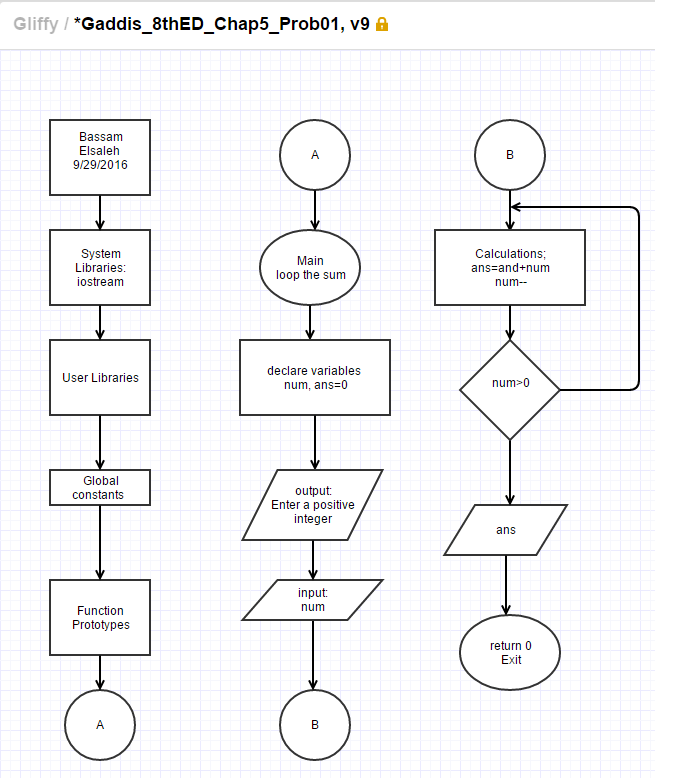 Gliffy / *Gaddis_8thED_Chap5_Prob01, v9
Bassam
Elsaleh
9/29/2016
System
Libraries:
iostream
User Libraries
Global
constants
Function
Prototypes
A
A
Main
loop the sum
declare variables
num, ans=0
output:
Enter a positive
integer
input:
num
B
B
Calculations;
ans=and+num
num--
num>0
ans
return 0
Exit